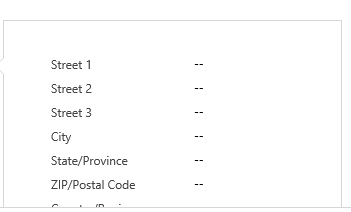 Street 1 --
Street 2 --
Street 3 --
City --
State/Province --
ZIP/Postal Code --